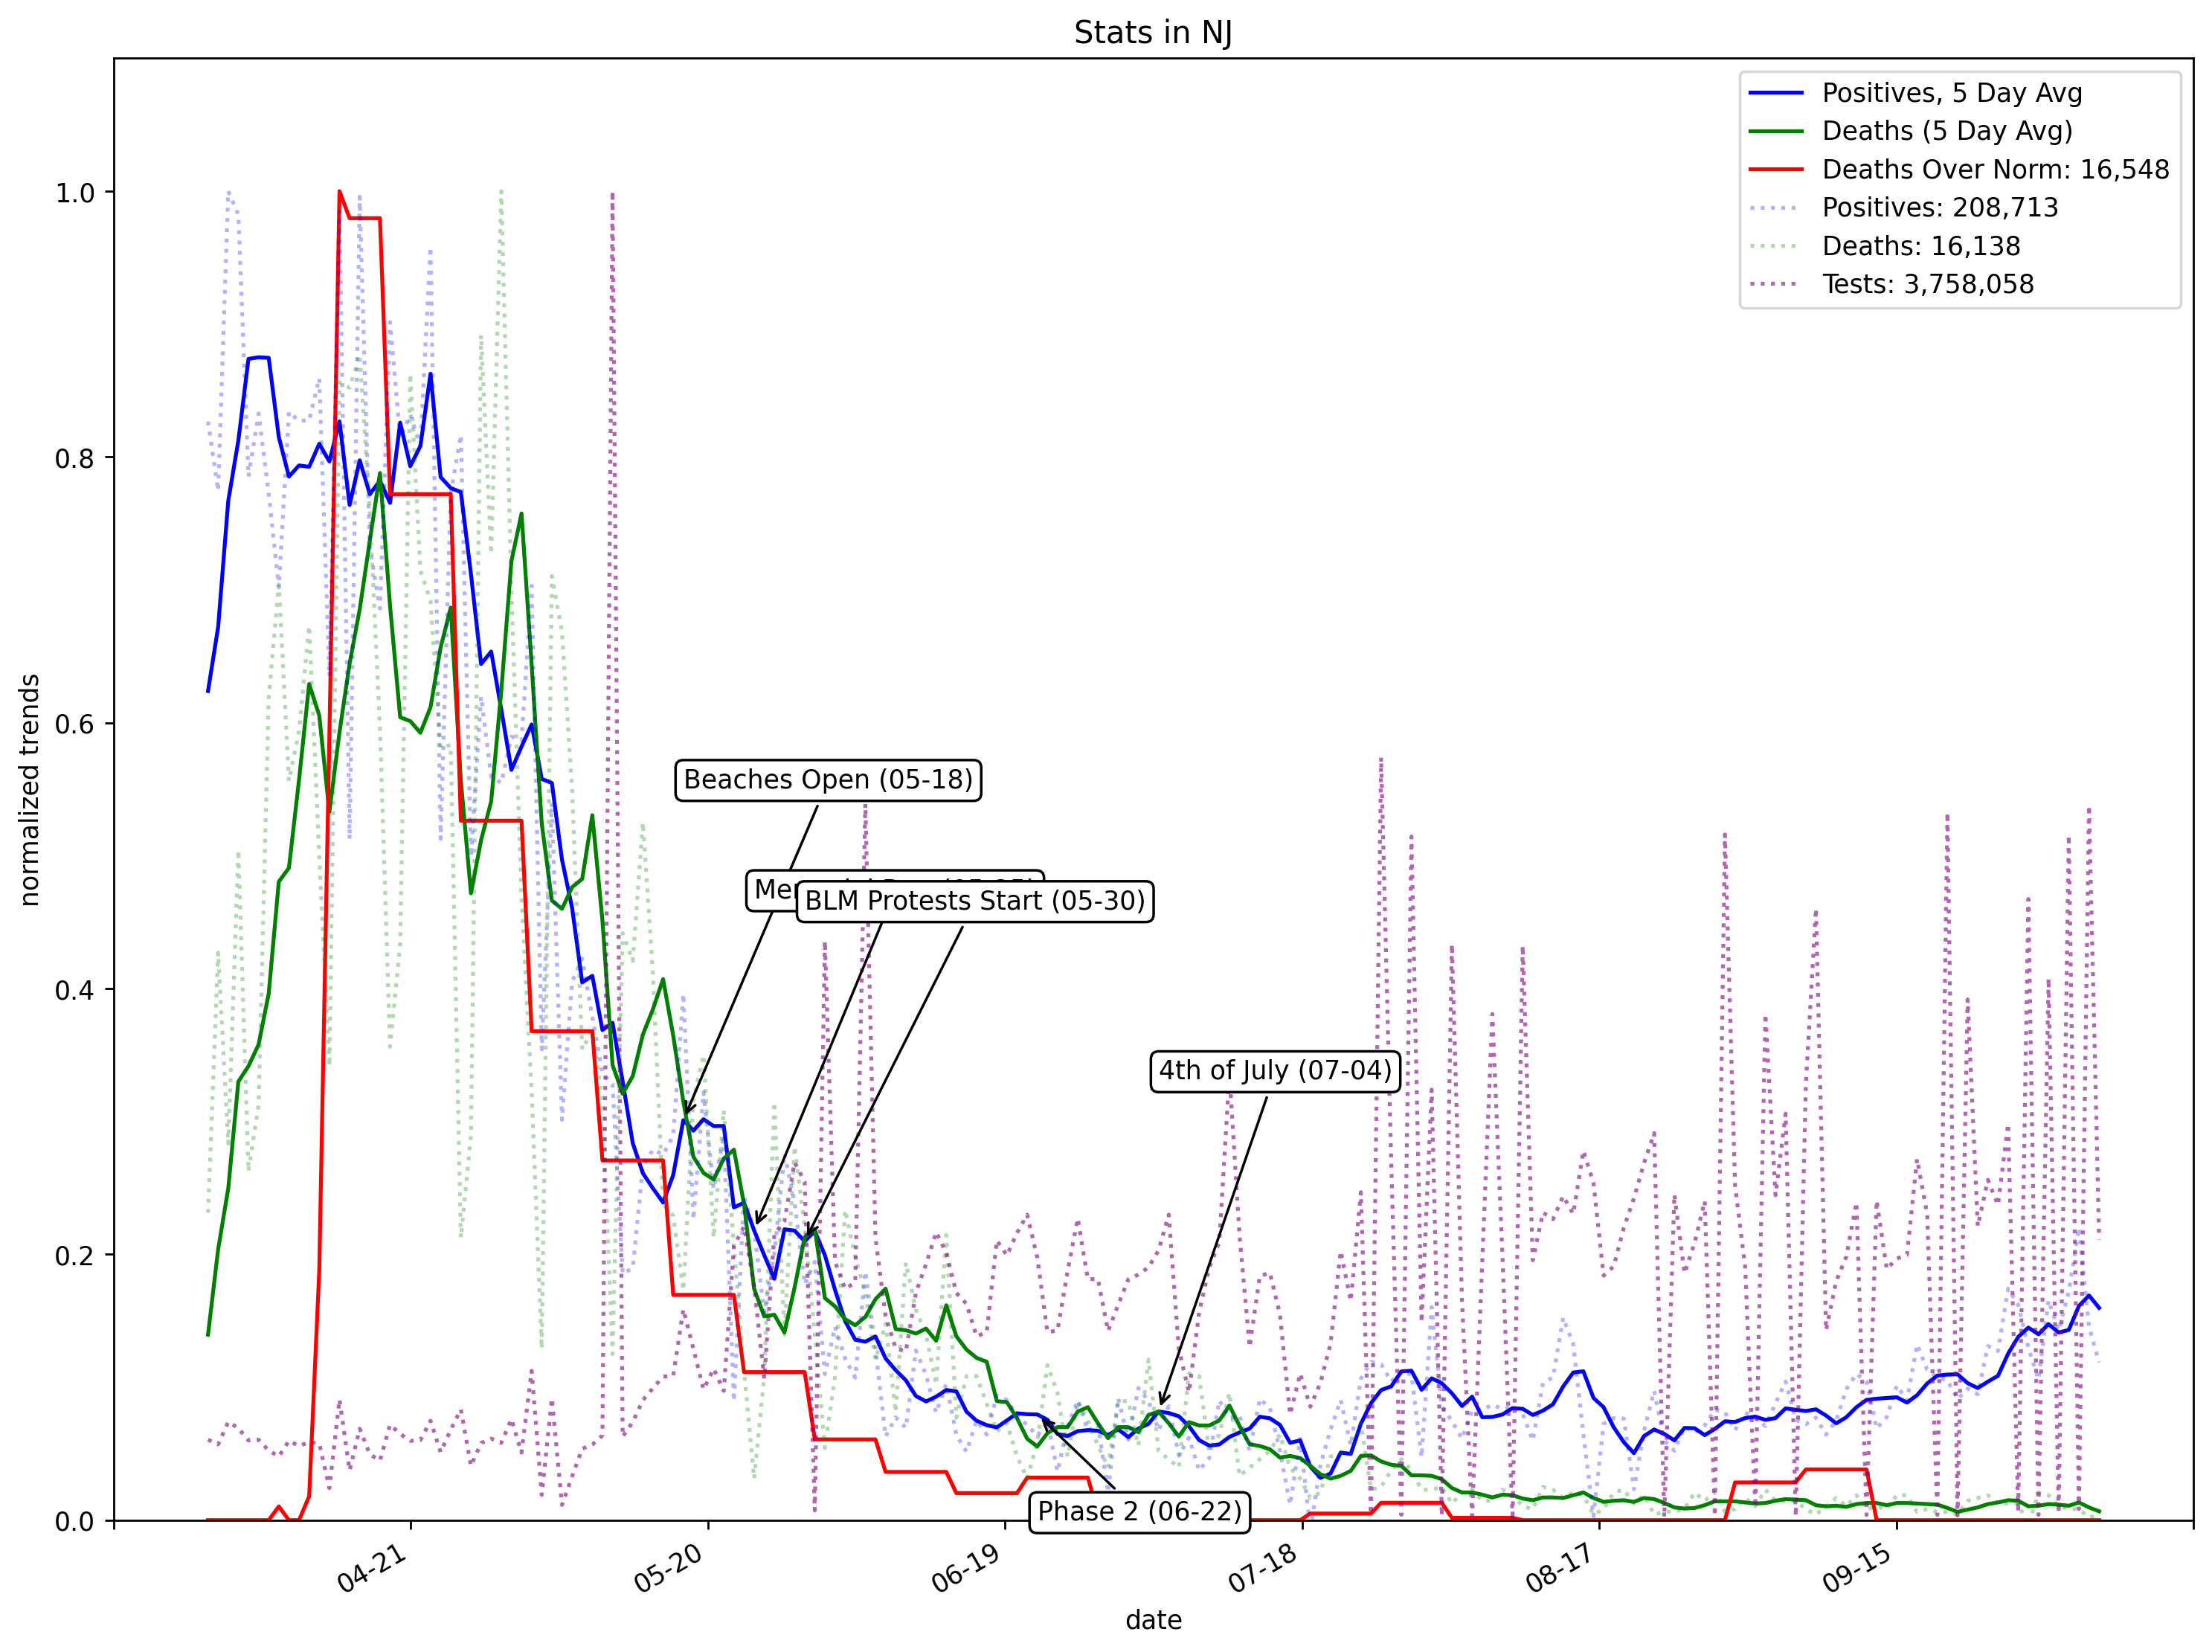 Stats in NJ
Positives, 5 Day Avg
Deaths (5 Day Avg)
Deaths Over Norm: 16,548
Positives: 208,713
Deaths: 16,138
Tests: 3,758,058
normalized trends
1.0
0.8
0.6
0.4
0.2
0.0
Beaches Open (05-18)
BLM Protests Start (05-30)
4th of July (07-04)
Phase 2 (06-22)
04-21
05-20
06-19
07-18
08-17
09-15
date